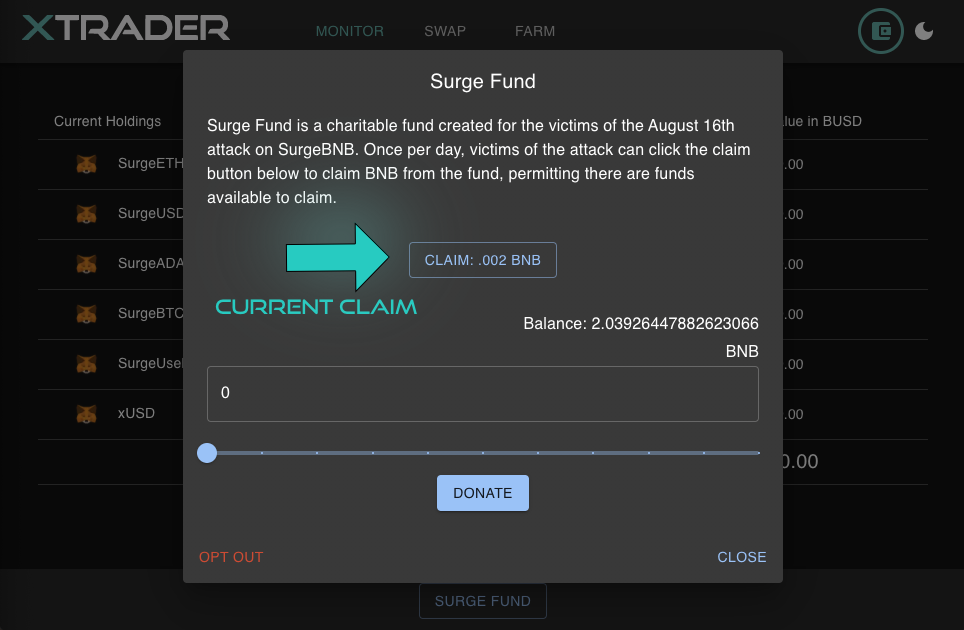 XTRADER
MONITOR SWAP FARM
Surge Fund
Surge Fund is a charitable fund created for the victims of the August 16th
attack on SurgeBNB. Once per day, victims of the attack can click the claim
button below to claim BNB from the fund, permitting there are funds
available to claim.
Current Holdings
lue in BUSD
SurgeETH
.00
SurgeUSD
.00
SurgeADA
.00
SurgeBTC
.00
SurgeUse
.00
xUSD
.00
0.00
CLAIM: .002 BNB
CURRENT CLAIM
Balance: 2.03926447882623066
BNB
0
DONATE
OPT OUT
CLOSE
SURGE FUND